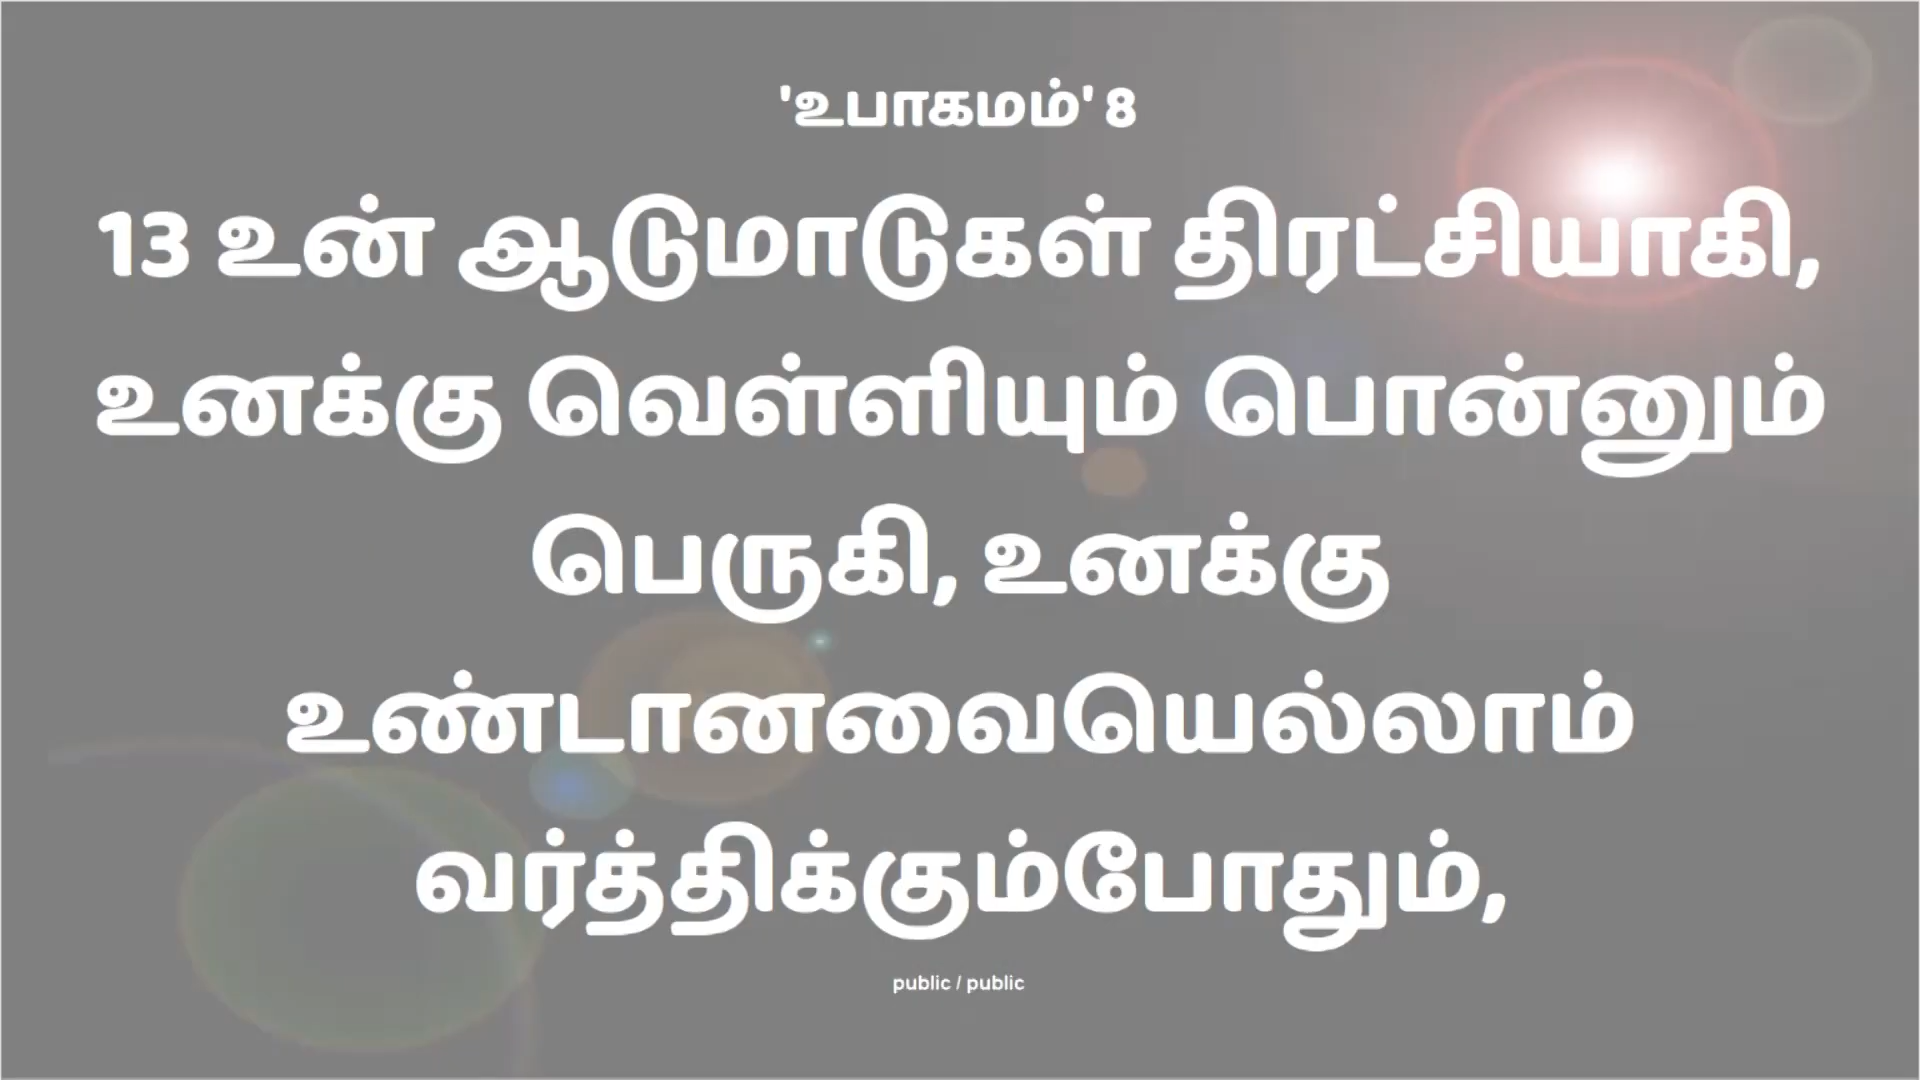 'உபாகமம்' 8
13 உன் ஆடுமாடுகள் திரட்சியாகி,
உனக்கு வெள்ளியும் பொன்னும்
பெருகி, உனக்கு
உண்டானவையெல்லாம்
வர்த்திக்கும்போதும்,
public / public